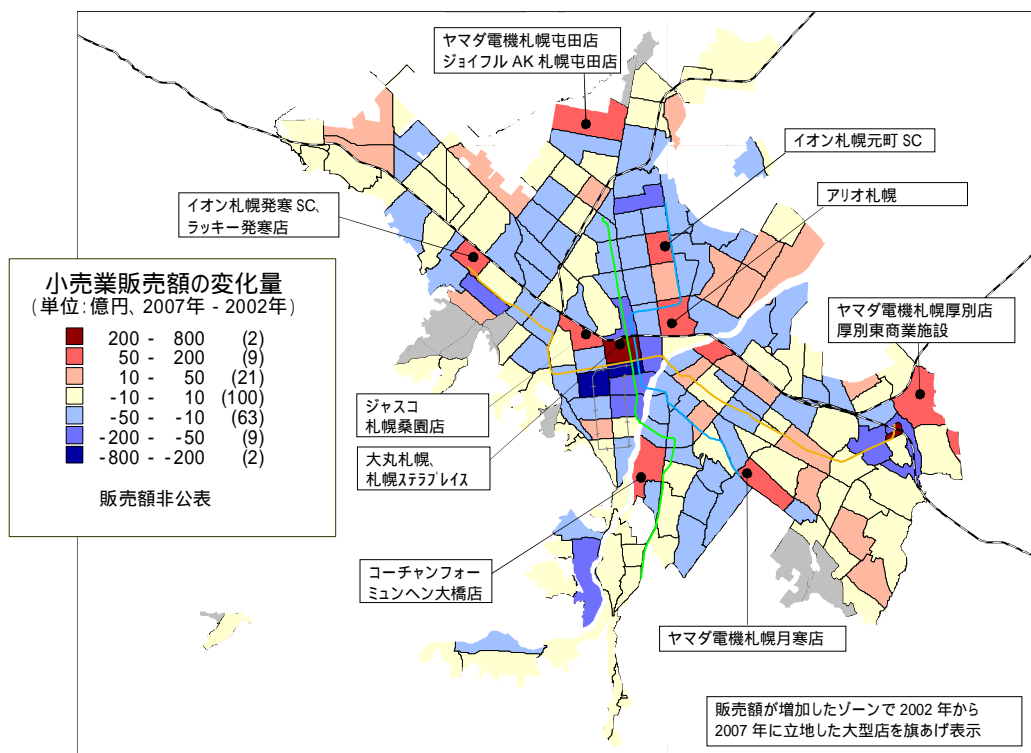 ヤマダ電機札幌屯田店
ジョイフル AK 札幌屯田店
イオン札幌元町 SC
アリオ札幌
イオン札幌発寒 SC、
ラッキー発寒店
小売業販売額の変化量
(単位:億円、2007年 - 2002年)
200 - 800 (2)
50 - 200 (9)
10 - 50 (21)
-10 - 10 (100)
-50 - -10 (63)
-200 - -50 (9)
-800 - -200 (2)
販売額非公表
ヤマダ電機札幌厚別店
厚別東商業施設
ジャスコ
札幌桑園店
大丸札幌、
札幌ステラプレイス
コーチャンフォー
ミュンヘン大橋店
ヤマダ電機札幌月寒店
販売額が増加したゾーンで 2002 年から
2007 年に立地した大型店を旗あげ表示